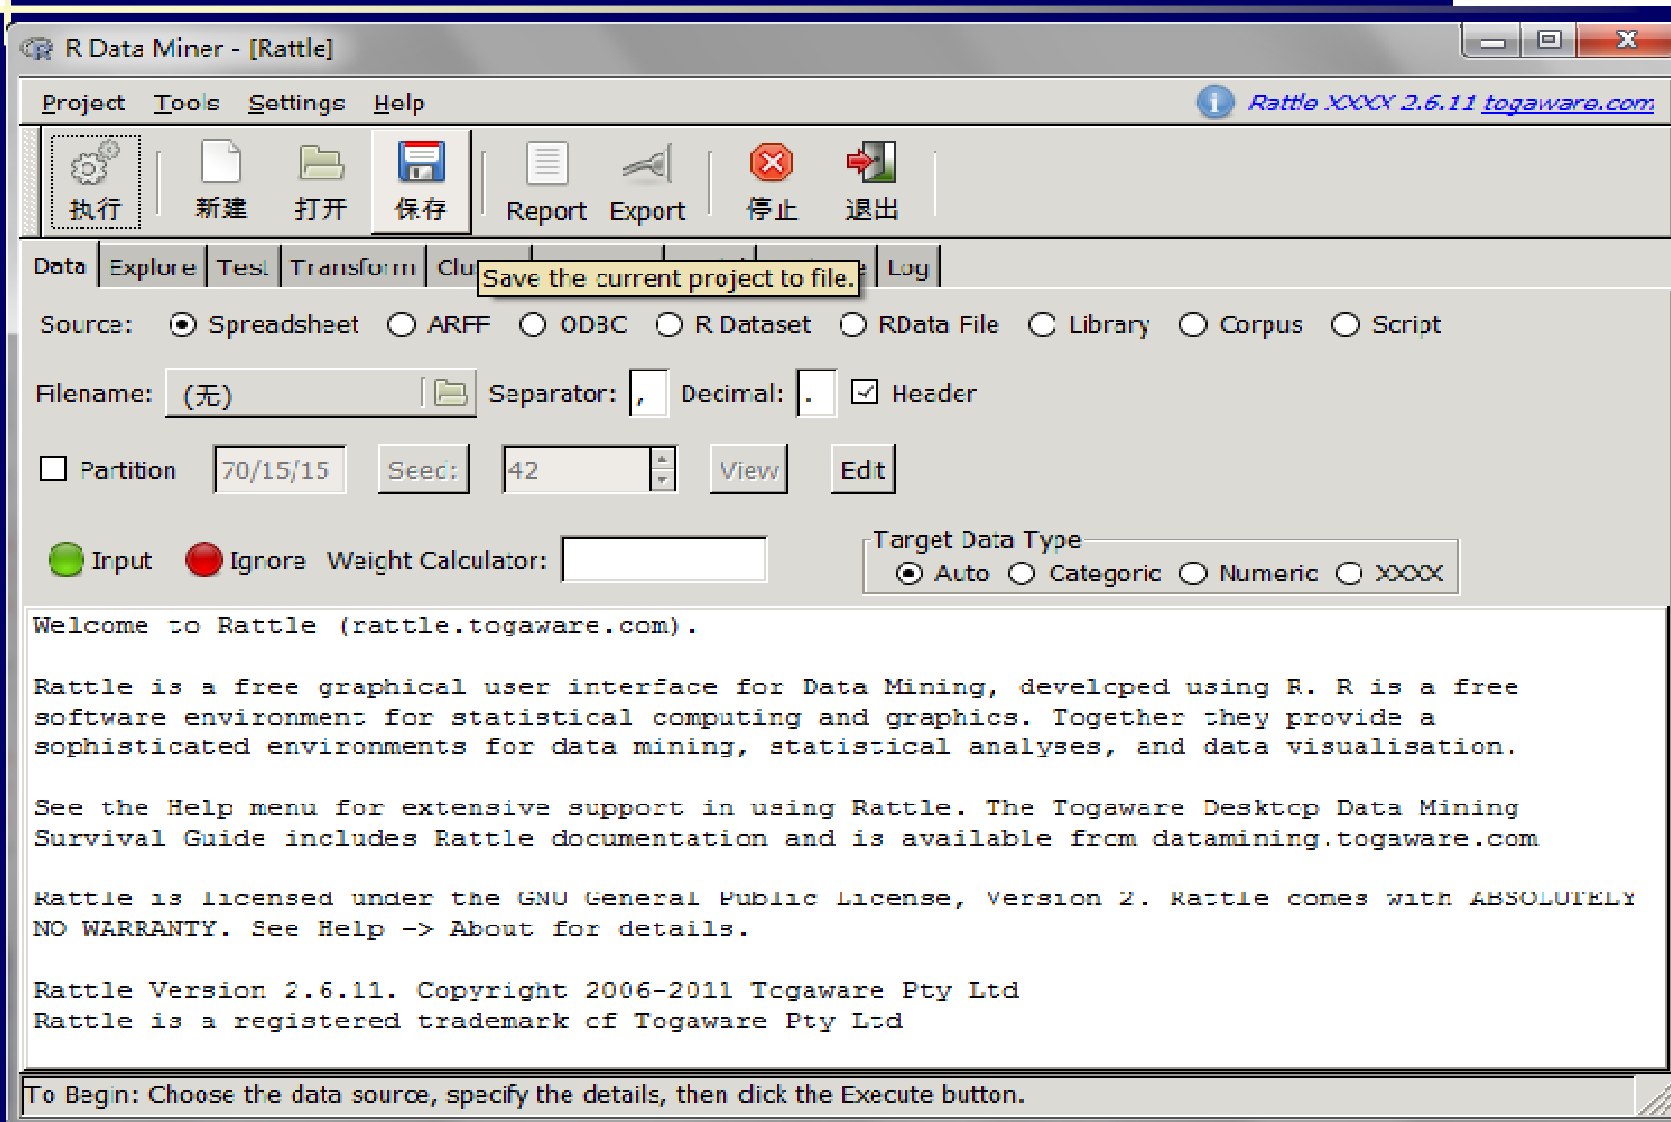 R Data Miner - [Rattle]
Project Tools Settings Help
Rattle XXXX 2.6.11 togaware.com
执行 新建 打开 保存 Report Export 停止 退出
Data Explore Test Transform Log
Save the current project to file.
Source: Spreadsheet ARFF ODBC R Dataset RData File Library Corpus Script
Filename: (无) Separator: , Decimal: . Header
Partition 70/15/15 Seed: 42 View Edit
Input Ignore Weight Calculator:
Target Data Type
Auto Categoric Numeric XXXX
Welcome to Rattle (rattle.togaware.com).
Rattle is a free graphical user interface for Data Mining, developed using R. R is a free
software environment for statistical computing and graphics. Together they provide a
sophisticated environments for data mining, statistical analyses, and data visualisation.
See the Help menu for extensive support in using Rattle. The Togaware Desktop Data Mining
Survival Guide includes Rattle documentation and is available from datamining.togaware.com
Rattle is licensed under the GNU General Public License, Version 2. Rattle comes with ABSOLUTELY
NO WARRANTY. See Help -> About for details.
Rattle Version 2.6.11. Copyright 2006-2011 Togaware Pty Ltd
Rattle is a registered trademark of Togaware Pty Ltd
To Begin: Choose the data source, specify the details, then click the Execute button.